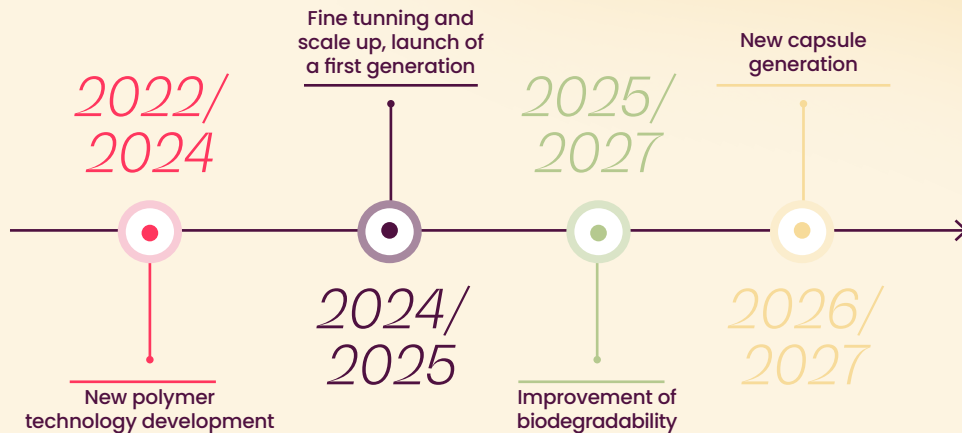 2022/
2024
New polymer
technology development
Fine tunning and
scale up, launch of
a first generation
2024/
2025
2025/
2027
Improvement of
biodegradability
New capsule
generation
2026/
2027